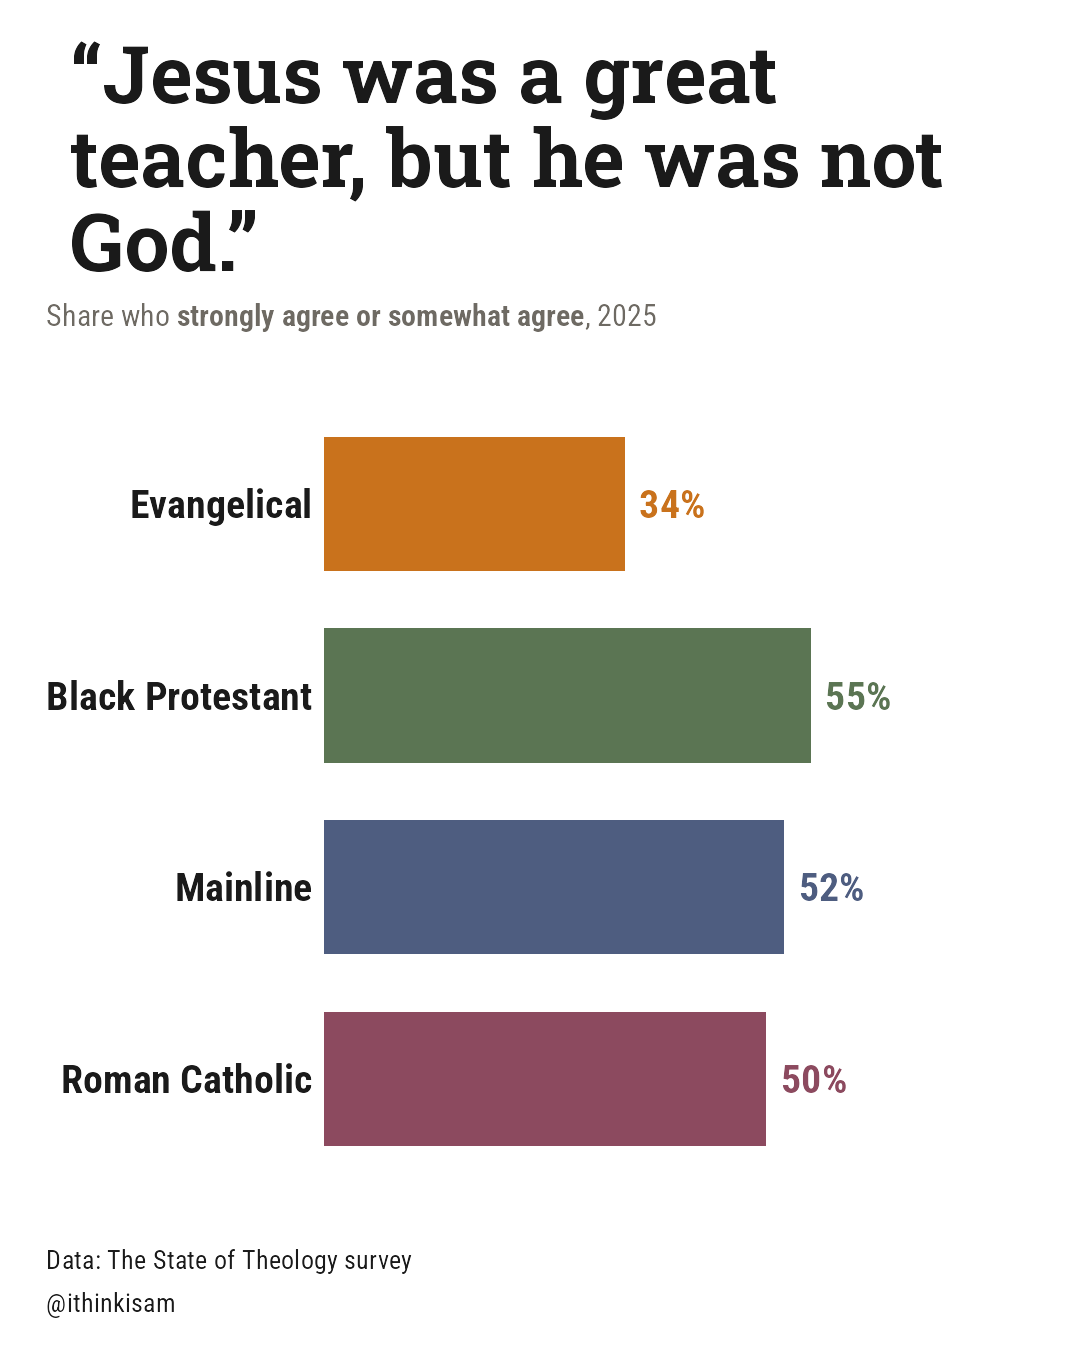 “Jesus was a great
teacher, but he was not
God.”
Share who strongly agree or somewhat agree, 2025
Evangelical 34%
Black Protestant 55%
Mainline 52%
Roman Catholic 50%
Data: The State of Theology survey
@ithinkisam